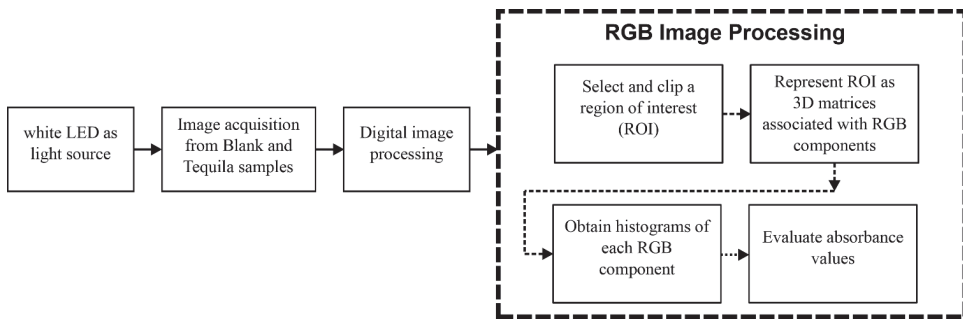 RGB Image Processing
white LED as
light source
Image acquisition
from Blank and
Tequila samples
Digital image
processing
Select and clip a
region of interest
(ROI)
Represent ROI as
3D matrices
associated with RGB
components
Obtain histograms of
each RGB
component
Evaluate absorbance
values